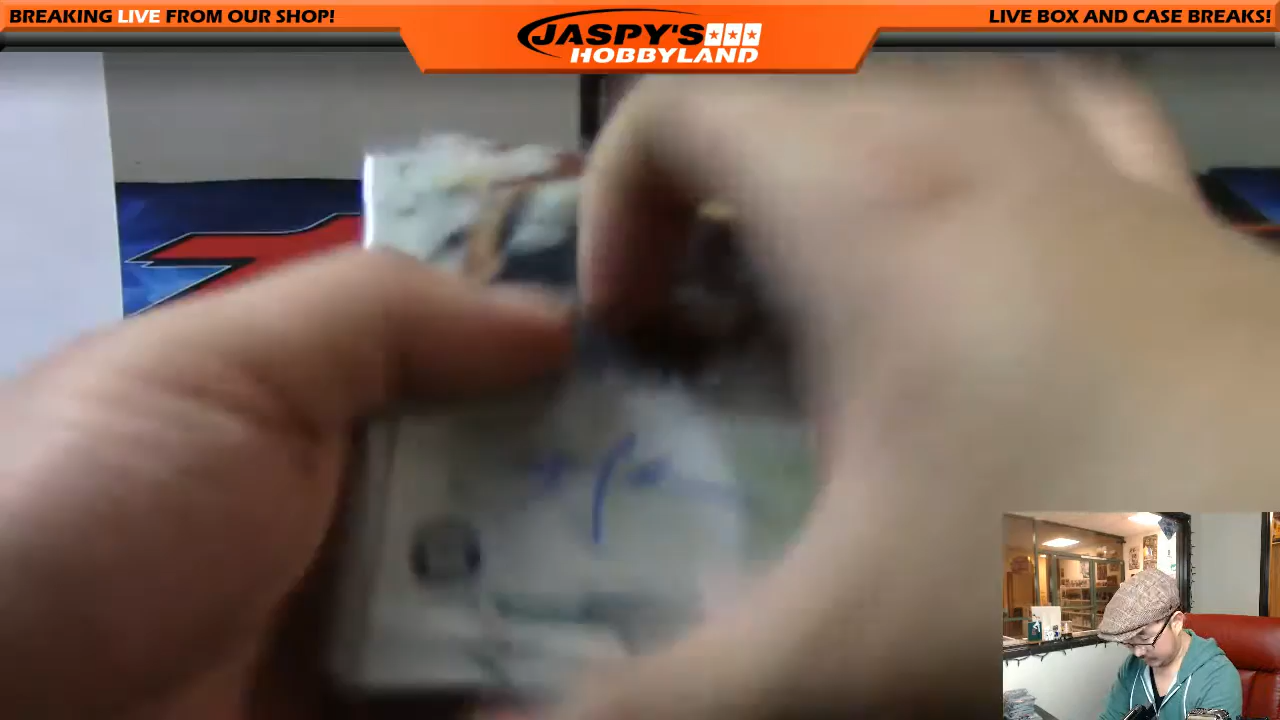 BREAKING LIVE FROM OUR SHOP!
JASPY'S
HOBBYLAND
LIVE BOX AND CASE BREAKS!